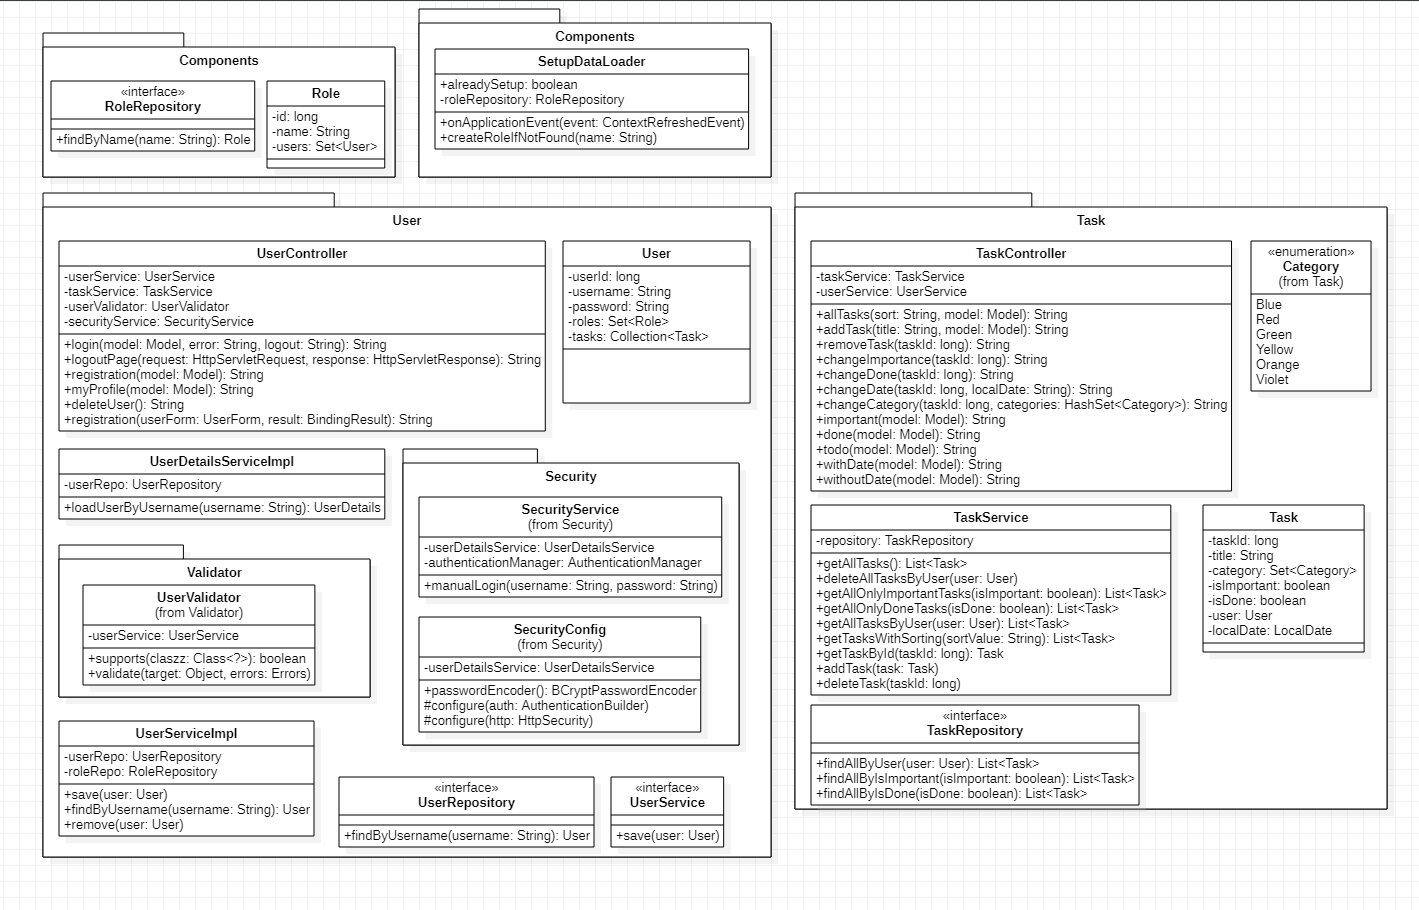 Components
«interface»
RoleRepository
+findByName(name: String): Role
Role
-id: long
-name: String
-users: Set<User>
Components
SetupDataLoader
+alreadySetup: boolean
-roleRepository: RoleRepository
+onApplicationEvent(event: ContextRefreshedEvent)
+createRoleIfNotFound(name: String)
User
UserController
-userService: UserService
-taskService: TaskService
-userValidator: UserValidator
-securityService: SecurityService
+login(model: Model, error: String, logout: String): String
+logoutPage(request: HttpServletRequest, response: HttpServletResponse): String
+registration(model: Model): String
+myProfile(model: Model): String
+deleteUser(): String
+registration(userForm: UserForm, result: BindingResult): String
User
-userId: long
-username: String
-password: String
-roles: Set<Role>
-tasks: Collection<Task>
UserDetailsServiceImpl
-userRepo: UserRepository
+loadUserByUsername(username: String): UserDetails
Validator
UserValidator
(from Validator)
-userService: UserService
+supports(claszz: Class<?>): boolean
+validate(target: Object, errors: Errors)
Security
SecurityService
(from Security)
-userDetailsService: UserDetailsService
-authenticationManager: AuthenticationManager
+manualLogin(username: String, password: String)
SecurityConfig
(from Security)
-userDetailsService: UserDetailsService
+passwordEncoder(): BCryptPasswordEncoder
#configure(auth: AuthenticationBuilder)
#configure(http: HttpSecurity)
UserServiceImpl
-userRepo: UserRepository
-roleRepo: RoleRepository
+save(user: User)
+findByUsername(username: String): User
+remove(user: User)
«interface»
UserRepository
+findByUsername(username: String): User
«interface»
UserService
+save(user: User)
Task
TaskController
-taskService: TaskService
-userService: UserService
+allTasks(sort: String, model: Model): String
+addTask(title: String, model: Model): String
+removeTask(taskId: long): String
+changeImportance(taskId: long): String
+changeDone(taskId: long): String
+changeDate(taskId: long, localDate: String): String
+changeCategory(taskId: long, categories: HashSet<Category>): String
+important(model: Model): String
+done(model: Model): String
+todo(model: Model): String
+withDate(model: Model): String
+withoutDate(model: Model): String
«enumeration»
Category
(from Task)
Blue
Red
Green
Yellow
Orange
Violet
TaskService
-repository: TaskRepository
+getAllTasks(): List<Task>
+deleteAllTasksByUser(user: User)
+getAllOnlyImportantTasks(isImportant: boolean): List<Task>
+getAllOnlyDoneTasks(isDone: boolean): List<Task>
+getAllTasksByUser(user: User): List<Task>
+getTasksWithSorting(sortValue: String): List<Task>
+getTaskById(taskId: long): Task
+addTask(task: Task)
+deleteTask(taskId: long)
Task
-taskId: long
-title: String
-category: Set<Category>
-isImportant: boolean
-isDone: boolean
-user: User
-localDate: LocalDate
«interface»
TaskRepository
+findAllByUser(user: User): List<Task>
+findAllByIsImportant(isImportant: boolean): List<Task>
+findAllByIsDone(isDone: boolean): List<Task>